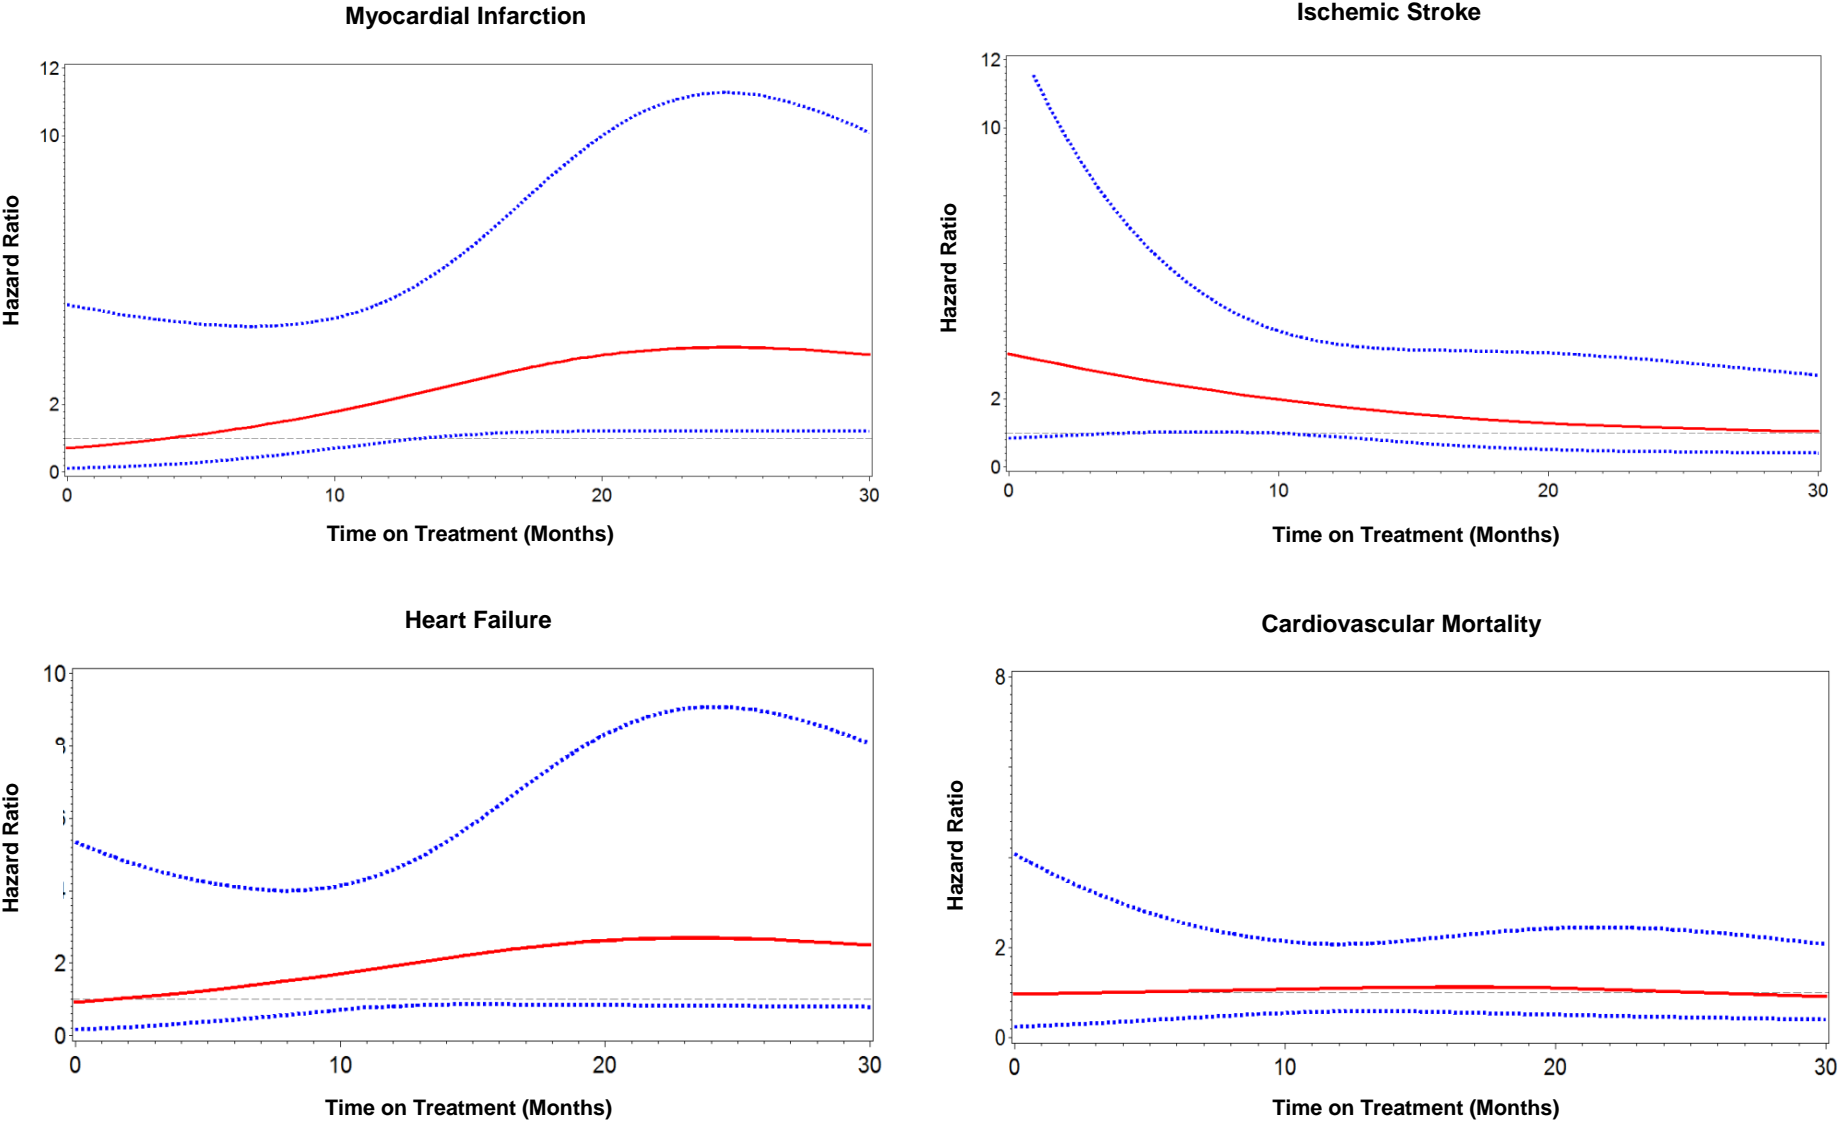 Myocardial Infarction
12
10
2
0
Hazard Ratio
0 10 20 30
Time on Treatment (Months)
Ischemic Stroke
12
10
2
0
Hazard Ratio
0 10 20 30
Time on Treatment (Months)
Heart Failure
10
2
0
Hazard Ratio
0 10 20 30
Time on Treatment (Months)
Cardiovascular Mortality
8
2
0
Hazard Ratio
0 10 20 30
Time on Treatment (Months)